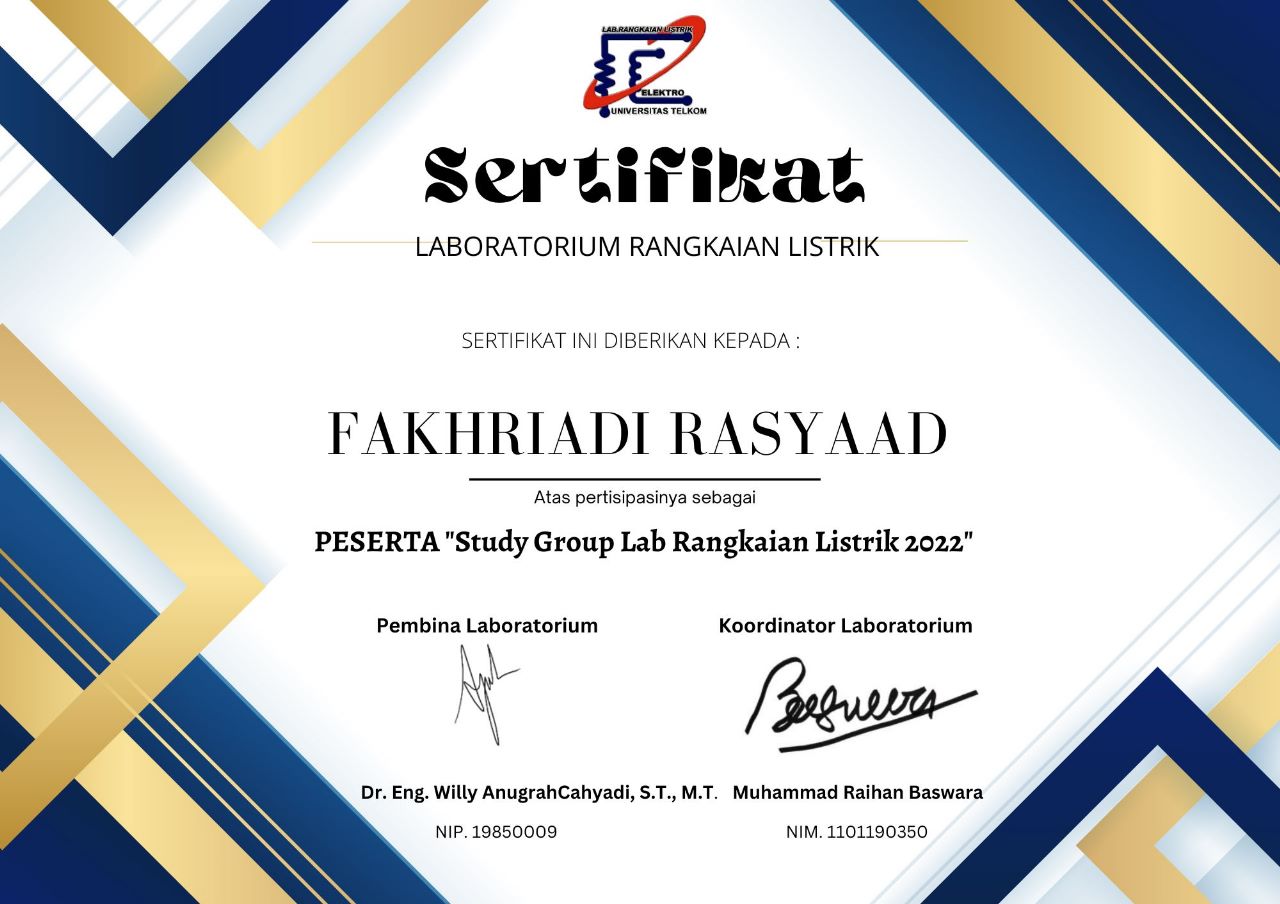 LAB.RANGKAIAN LISTRIK
ELEKTRO
UNIVERSITAS TELKOM
Sertifikat
LABORATORIUM RANGKAIAN LISTRIK
SERTIFIKAT INI DIBERIKAN KEPADA :
FAKHRIADI RASYAAD
Atas pertisipasinya sebagai
PESERTA "Study Group Lab Rangkaian Listrik 2022"
Pembina Laboratorium
Koordinator Laboratorium
Dr. Eng. Willy AnugrahCahyadi, S.T., M.T.
Muhammad Raihan Baswara
NIP. 19850009
NIM. 1101190350